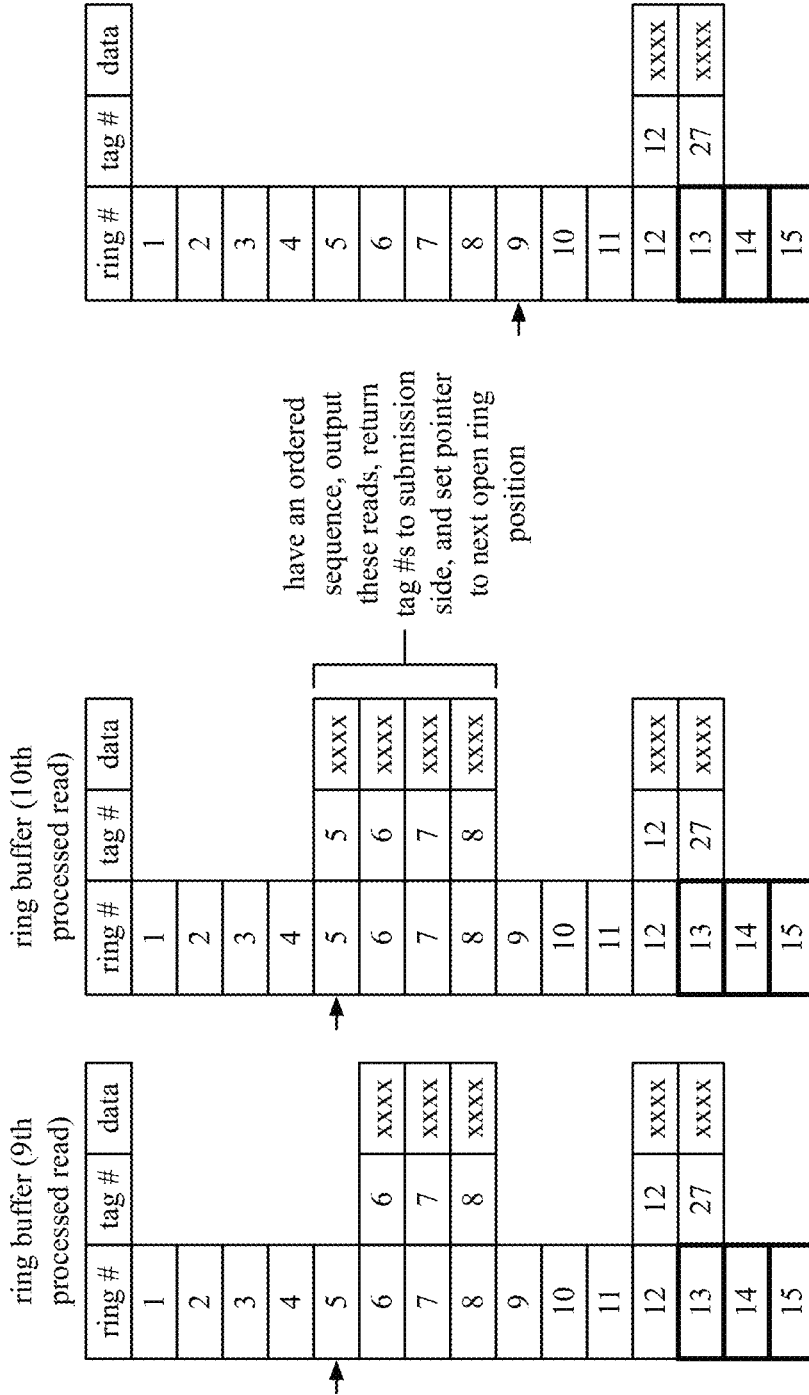 ring buffer (9th
processed read)
ring # tag # data
1
2
3
4
5
6 6 xxxx
7 7 xxxx
8 8 xxxx
9
10
11
12 12 xxxx
13 27 xxxx
14
15
ring buffer (10th
processed read)
ring # tag # data
1
2
3
4
5 5 xxxx
6 6 xxxx
7 7 xxxx
8 8 xxxx
9
10
11
12 12 xxxx
13 27 xxxx
14
15
have an ordered
sequence, output
these reads, return
tag #s to submission
side, and set pointer
to next open ring
position
ring # tag # data
1
2
3
4
5
6
7
8
9
10
11
12 12 xxxx
13 27 xxxx
14
15